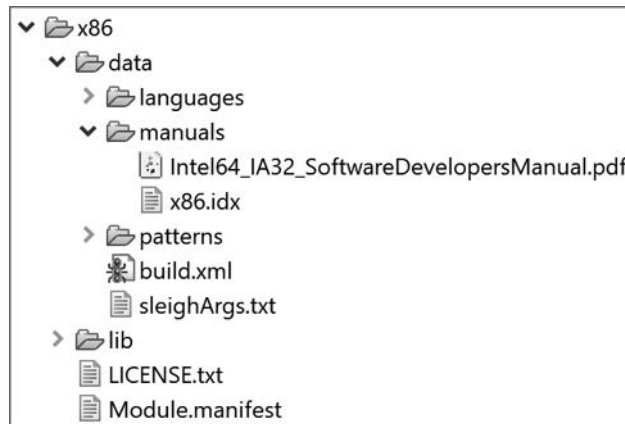 x86
data
languages
manuals
Intel64_IA32_SoftwareDevelopersManual.pdf
x86.idx
patterns
build.xml
sleighArgs.txt
lib
LICENSE.txt
Module.manifest